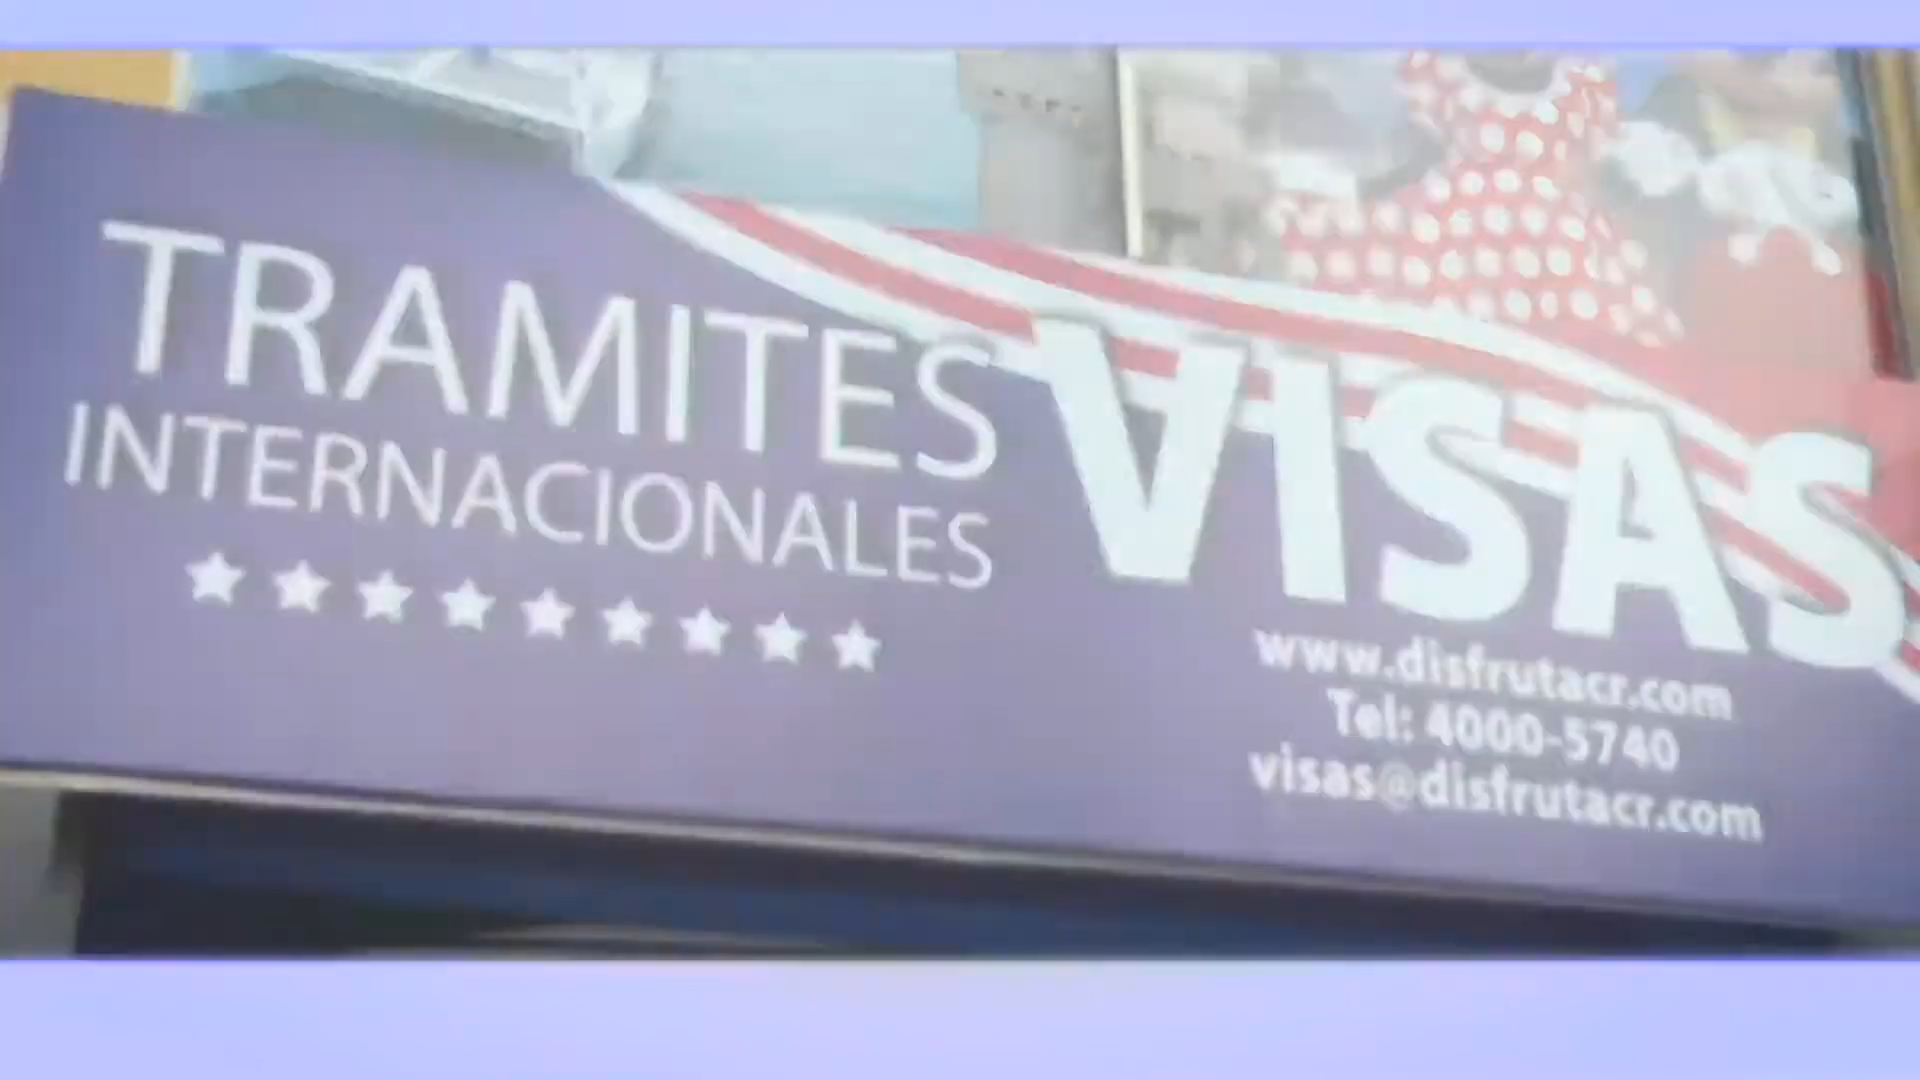 TRAMITES
INTERNACIONALES
VISAS
www.disfrutacr.com
Tel: 4000-5740
visas@disfrutacr.com